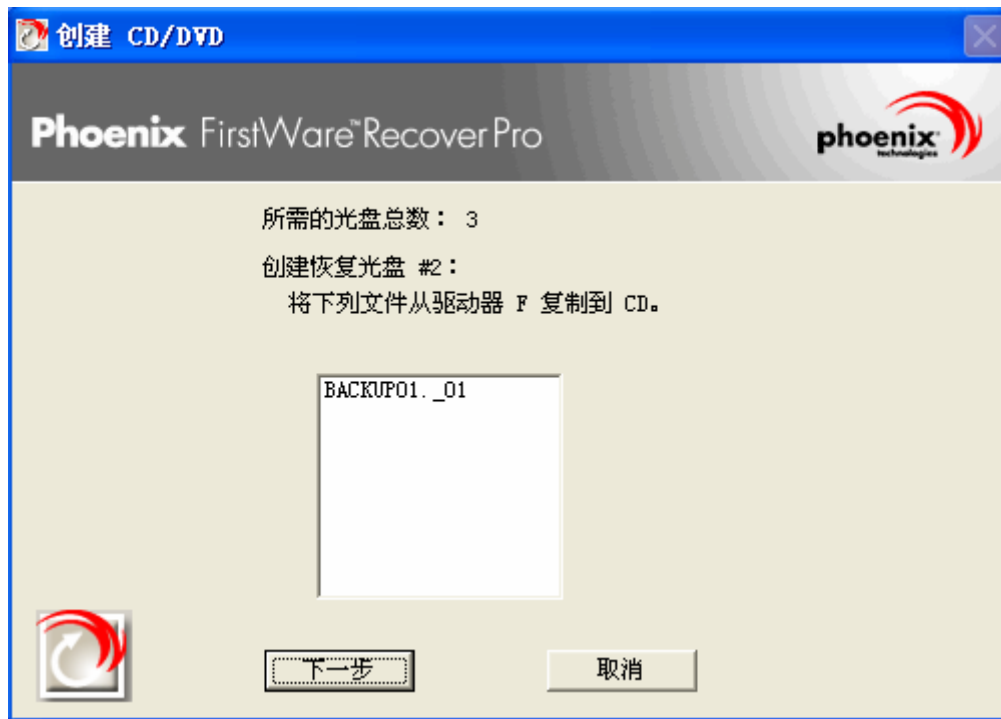 创建 CD/DVD
Phoenix FirstWare™ RecoverPro
phoenix®
technologies
所需的光盘总数： 3
创建恢复光盘 #2：
将下列文件从驱动器 F 复制到 CD。
BACKUP01._01
下一步
取消